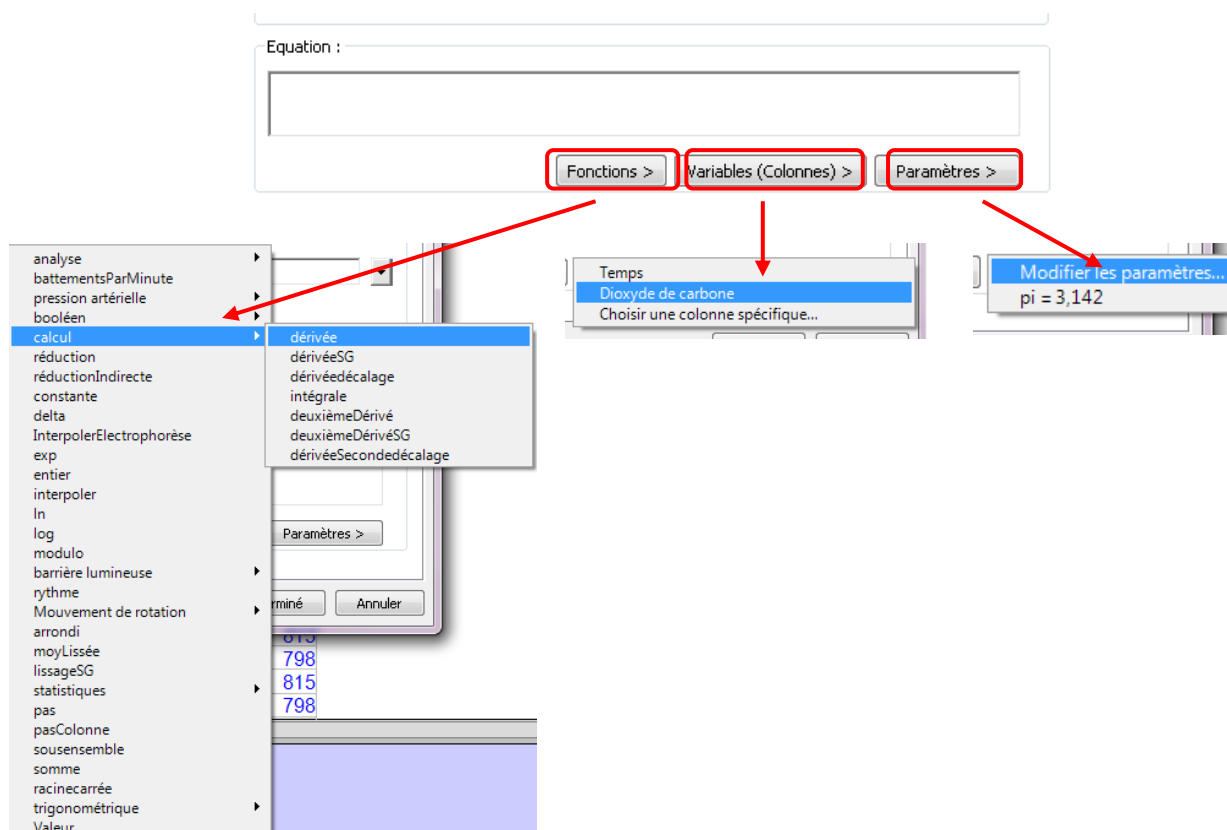 Equation :
Fonctions >
Variables (Colonnes) >
Paramètres >
analyse
battementsParMinute
pression artérielle
booléen
calcul
réduction
réductionIndirecte
constante
delta
InterpolerElectrophorèse
exp
entier
interpoler
ln
log
modulo
barrière lumineuse
rythme
Mouvement de rotation
arrondi
moyLissée
lissageSG
statistiques
pas
pasColonne
sousensemble
somme
racinecarrée
trigonométrique
Valeur
dérivée
dérivéeSG
dérivéedécalage
intégrale
deuxièmeDérivé
deuxièmeDérivéSG
dérivéeSecondedécalage
Paramètres >
rminé
Annuler
815
798
815
798
Temps
Dioxyde de carbone
Choisir une colonne spécifique...
Modifier les paramètres...
pi = 3,142